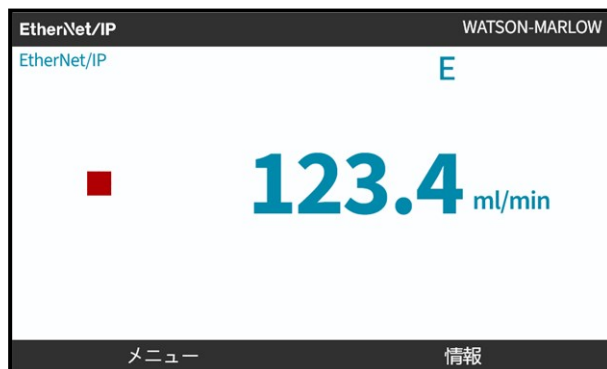 EtherNet/IP WATSON-MARLOW
EtherNet/IP E
123.4 ml/min
メニュー 情報